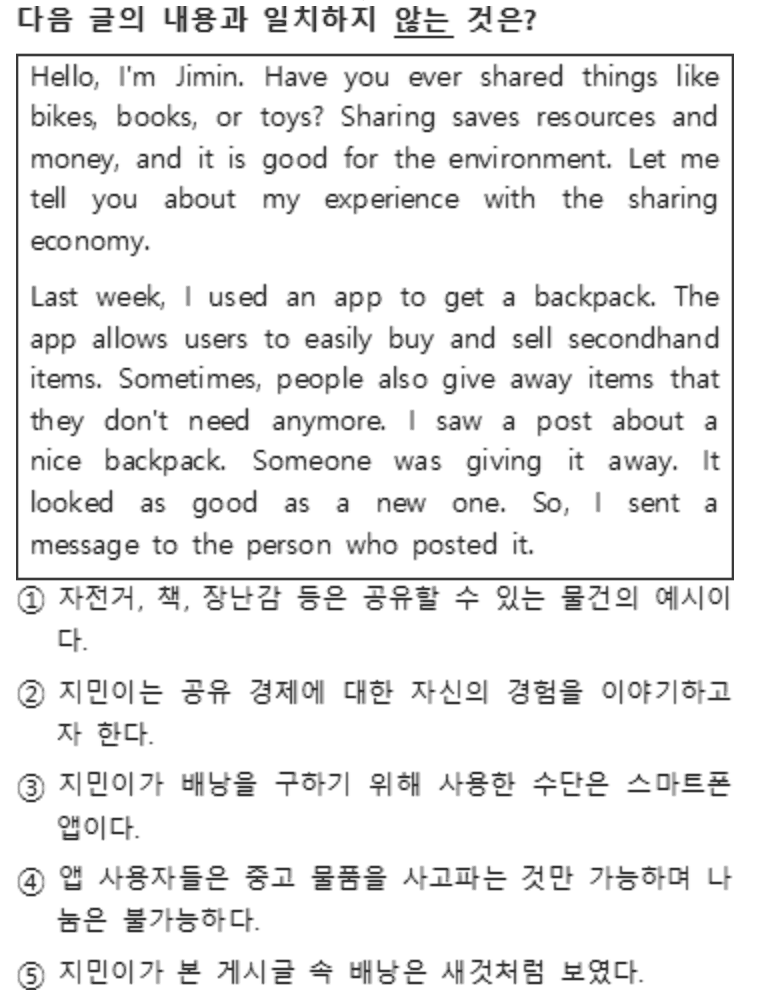 다음 글의 내용과 일치하지 않는 것은?
Hello, I'm Jimin. Have you ever shared things like
bikes, books, or toys? Sharing saves resources and
money, and it is good for the environment. Let me
tell you about my experience with the sharing
economy.
Last week, I used an app to get a backpack. The
app allows users to easily buy and sell secondhand
items. Sometimes, people also give away items that
they don't need anymore. I saw a post about a
nice backpack. Someone was giving it away. It
looked as good as a new one. So, I sent a
message to the person who posted it.
① 자전거, 책, 장난감 등은 공유할 수 있는 물건의 예시이
다.
② 지민이는 공유 경제에 대한 자신의 경험을 이야기하고
자 한다.
③ 지민이가 배낭을 구하기 위해 사용한 수단은 스마트폰
앱이다.
④ 앱 사용자들은 중고 물품을 사고파는 것만 가능하며 나
눔은 불가능하다.
⑤ 지민이가 본 게시글 속 배낭은 새것처럼 보였다.